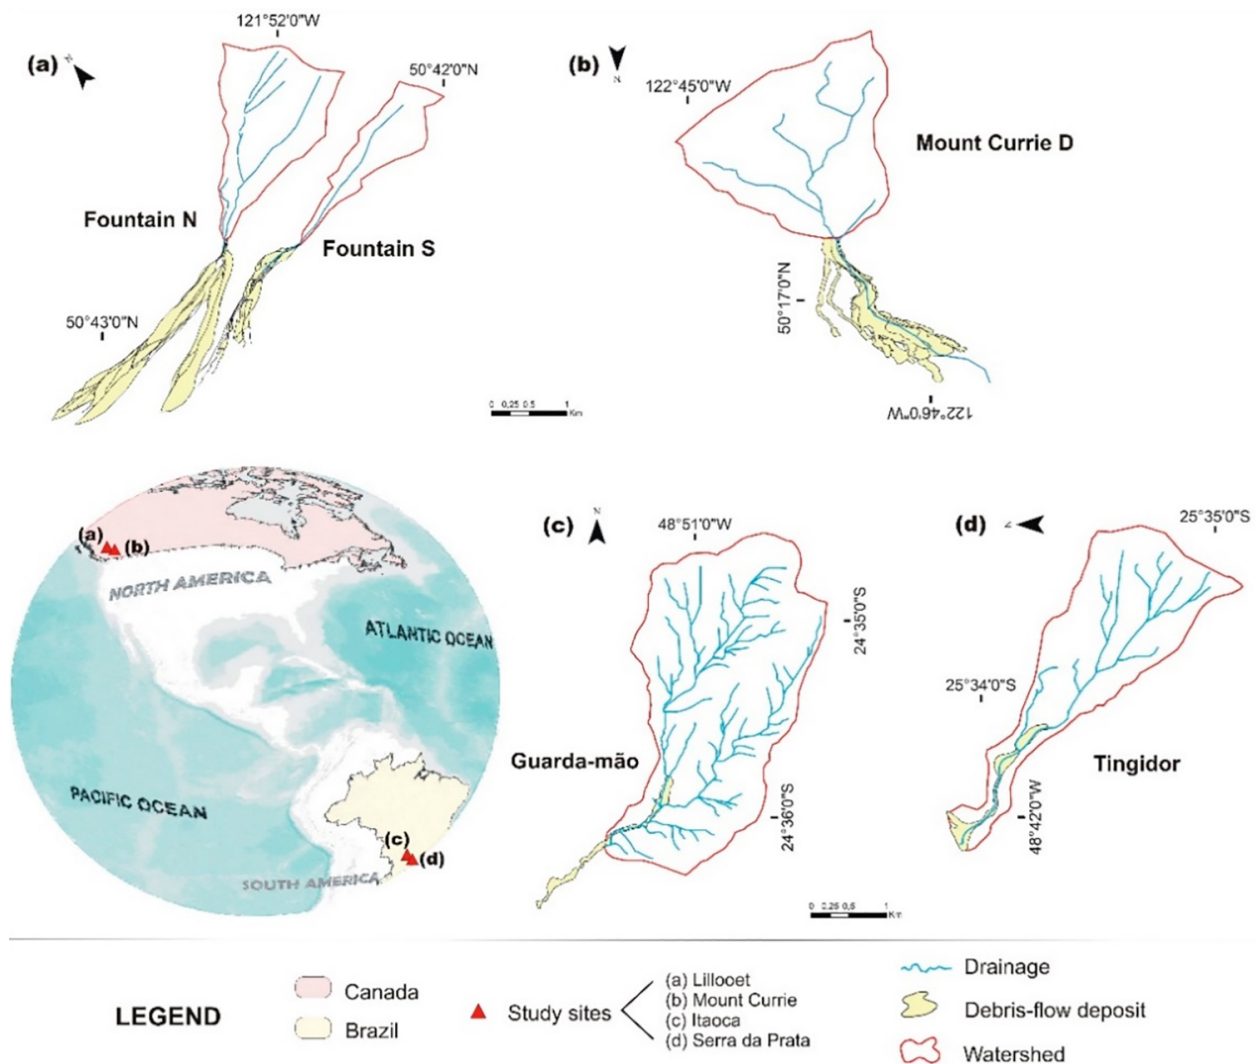 121°52'0"W
(a)
N
50°42'0"N
Fountain N
Fountain S
50°43'0"N
0 0,25 0,5 1
Km
(b)
N
122°45'0"W
Mount Currie D
50°17'0"N
122°46'0"W
(a)
(b)
NORTH AMERICA
ATLANTIC OCEAN
PACIFIC OCEAN
(c)
(d)
SOUTH AMERICA
(c)
N
48°51'0"W
24°35'0"S
Guarda-mão
24°36'0"S
0 0,25 0,5 1
Km
(d)
N
25°35'0"S
25°34'0"S
Tingidor
48°42'0"W
LEGEND
Canada
Brazil
Study sites
(a) Lillooet
(b) Mount Currie
(c) Itaoca
(d) Serra da Prata
Drainage
Debris-flow deposit
Watershed